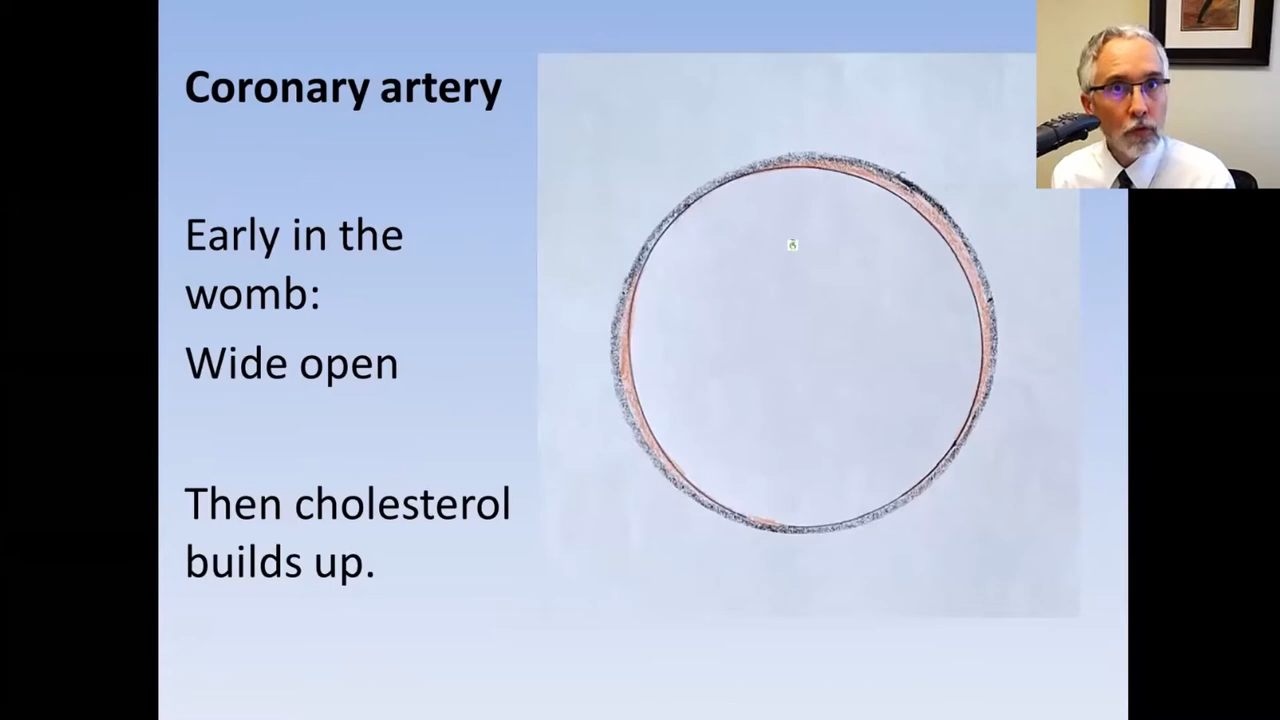 Coronary artery
Early in the
womb:
Wide open
Then cholesterol
builds up.